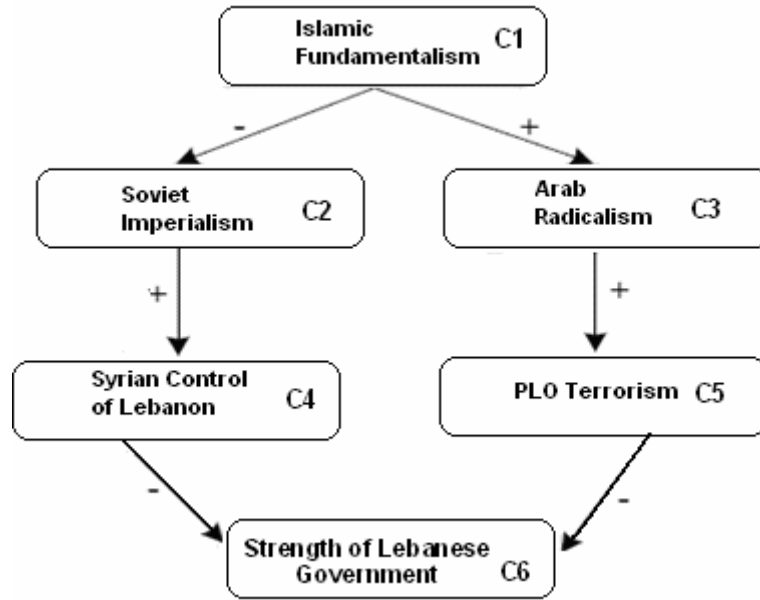 Islamic
Fundamentalism C1
- +
Soviet
Imperialism C2
Arab
Radicalism C3
+ +
Syrian Control
of Lebanon C4
PLO Terrorism C5
- -
Strength of Lebanese
Government C6